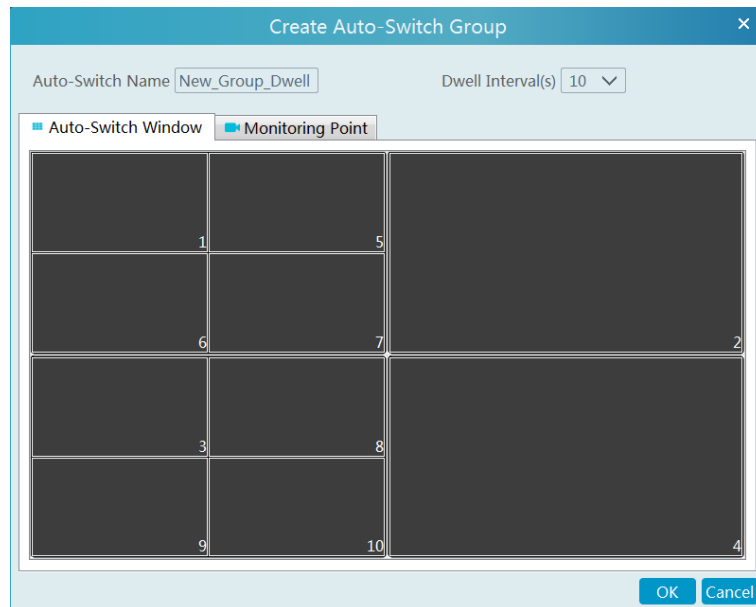 Create Auto-Switch Group
Auto-Switch Name New_Group_Dwell Dwell Interval(s) 10
Auto-Switch Window Monitoring Point
1 5
2
6 7
3 8
4
9 10
OK Cancel